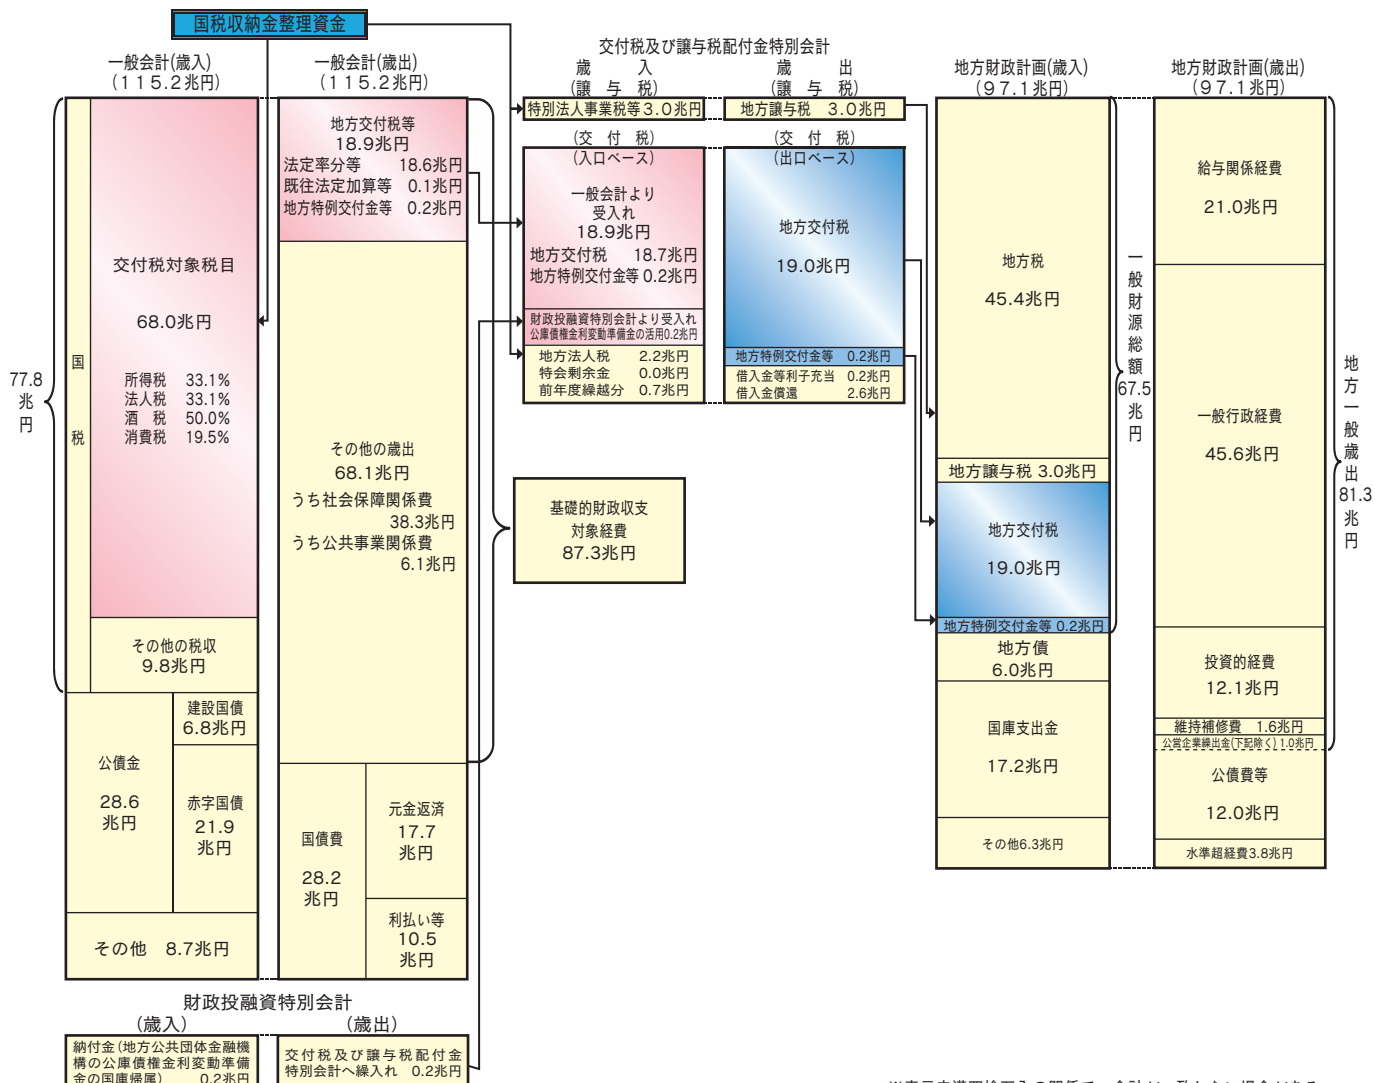 国税収納金整理資金
一般会計(歳入)
(115.2兆円)
一般会計(歳出)
(115.2兆円)
77.8
兆
円
国
税
交付税対象税目
68.0兆円
所得税 33.1%
法人税 33.1%
酒 税 50.0%
消費税 19.5%
その他の税収
9.8兆円
公債金
28.6
兆円
建設国債
6.8兆円
赤字国債
21.9
兆円
その他 8.7兆円
地方交付税等
18.9兆円
法定率分等 18.6兆円
既往法定加算等 0.1兆円
地方特例交付金等 0.2兆円
その他の歳出
68.1兆円
うち社会保障関係費
38.3兆円
うち公共事業関係費
6.1兆円
国債費
28.2
兆円
元金返済
17.7
兆円
利払い等
10.5
兆円
基礎的財政収支
対象経費
87.3兆円
交付税及び譲与税配付金特別会計
歳 入
(譲 与 税)
特別法人事業税等3.0兆円
(交 付 税)
(入口ベース)
一般会計より
受入れ
18.9兆円
地方交付税 18.7兆円
地方特例交付金等 0.2兆円
財政投融資特別会計より受入れ
公庫債権金利変動準備金の活用0.2兆円
地方法人税 2.2兆円
特会剰余金 0.0兆円
前年度繰越分 0.7兆円
歳 出
(譲 与 税)
地方譲与税 3.0兆円
(交 付 税)
(出口ベース)
地方交付税
19.0兆円
地方特例交付金等 0.2兆円
借入金等利子充当 0.2兆円
借入金償還 2.6兆円
地方財政計画(歳入)
(97.1兆円)
地方税
45.4兆円
地方譲与税 3.0兆円
地方交付税
19.0兆円
地方特例交付金等 0.2兆円
地方債
6.0兆円
国庫支出金
17.2兆円
その他6.3兆円
一
般
財
源
総
額
67.5
兆
円
地方財政計画(歳出)
(97.1兆円)
給与関係経費
21.0兆円
一般行政経費
45.6兆円
投資的経費
12.1兆円
維持補修費 1.6兆円
公営企業繰出金(下記除く) 1.0兆円
公債費等
12.0兆円
水準超経費3.8兆円
地
方
一
般
歳
出
81.3
兆
円
財政投融資特別会計
(歳入)
(歳出)
納付金(地方公共団体金融機
構の公庫債権金利変動準備
金の国庫帰属) 0.2兆円
交付税及び譲与税配付金
特別会計へ繰入れ 0.2兆円